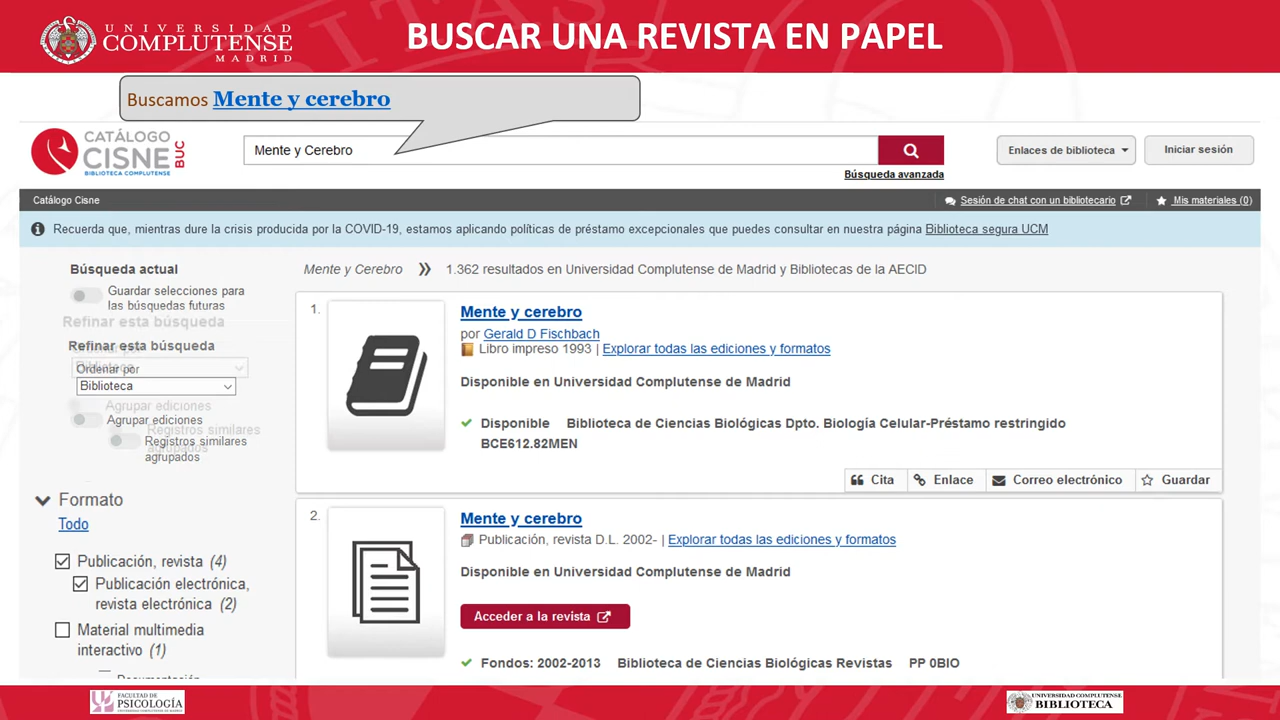 UNIVERSIDAD
COMPLUTENSE
MADRID
BUSCAR UNA REVISTA EN PAPEL
Buscamos Mente y cerebro
CATÁLOGO
CISNE
BUC
BIBLIOTECA COMPLUTENSE
Mente y Cerebro
Búsqueda avanzada
Enlaces de biblioteca
Iniciar sesión
Catálogo Cisne
Sesión de chat con un bibliotecario
Mis materiales (0)
Recuerda que, mientras dure la crisis producida por la COVID-19, estamos aplicando políticas de préstamo excepcionales que puedes consultar en nuestra página Biblioteca segura UCM
Búsqueda actual
Guardar selecciones para
las búsquedas futuras
Refinar esta búsqueda
Refinar esta búsqueda
Ordenar por
Biblioteca
Agrupar ediciones
Agrupar ediciones
Registros similares
Registros similares
agrupados
agrupados
Formato
Todo
Publicación, revista (4)
Publicación electrónica,
revista electrónica (2)
Material multimedia
interactivo (1)
Documentación
Mente y Cerebro
1.362 resultados en Universidad Complutense de Madrid y Bibliotecas de la AECID
1.
Mente y cerebro
por Gerald D Fischbach
Libro impreso 1993 | Explorar todas las ediciones y formatos
Disponible en Universidad Complutense de Madrid
Disponible Biblioteca de Ciencias Biológicas Dpto. Biología Celular-Préstamo restringido
BCE612.82MEN
Cita Enlace Correo electrónico Guardar
2.
Mente y cerebro
Publicación, revista D.L. 2002- | Explorar todas las ediciones y formatos
Disponible en Universidad Complutense de Madrid
Acceder a la revista
Fondos: 2002-2013 Biblioteca de Ciencias Biológicas Revistas PP 0BIO
FACULTAD DE
PSICOLOGÍA
UNIVERSIDAD COMPLUTENSE DE MADRID
UNIVERSIDAD COMPLUTENSE
BIBLIOTECA